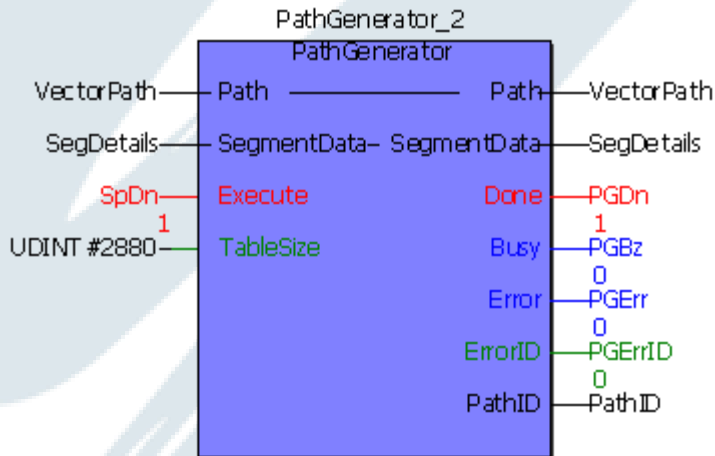 PathGenerator_2
PathGenerator
VectorPath Path Path VectorPath
SegDetails SegmentData SegmentData SegDetails
SpDn Execute Done PGDn
1 1
UDINT #2880 TableSize Busy PGBz
0
Error PGErr
0
ErrorID PGErrID
0
PathID PathID